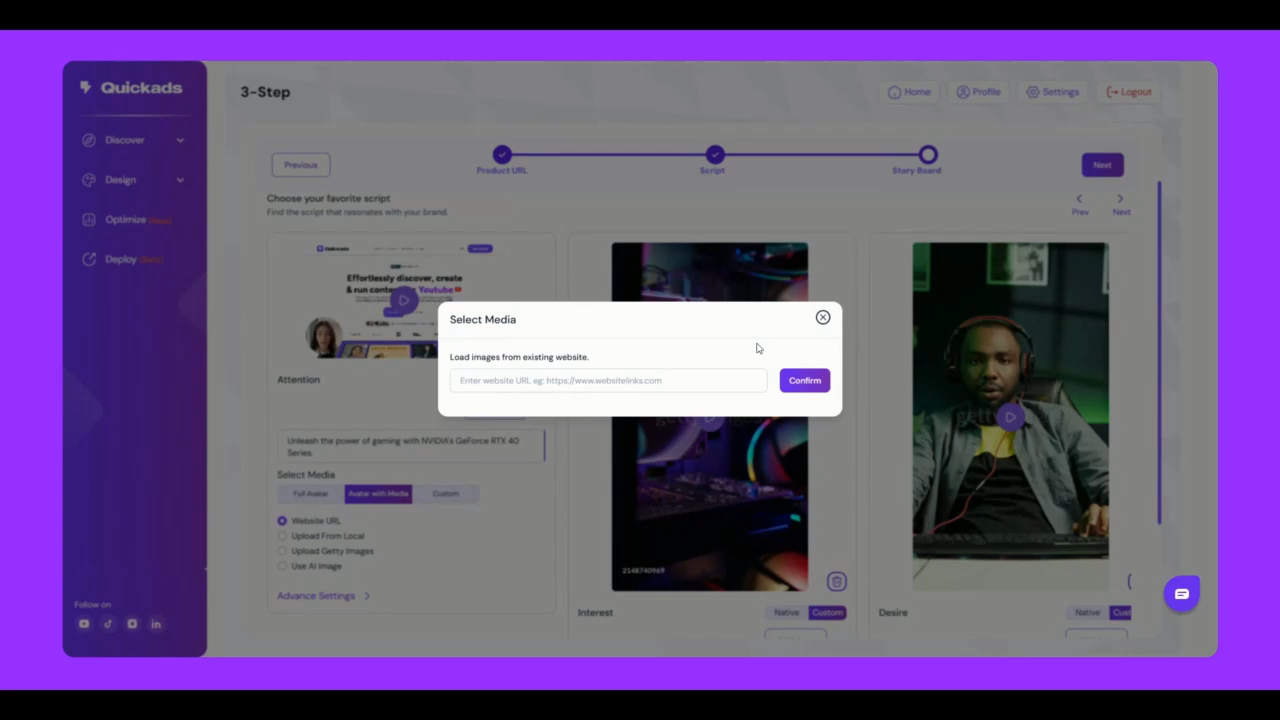 Quickads
3-Step
Home
Profile
Settings
Logout
Discover
Design
Optimize
Deploy
Previous
Product URL
Script
Story Board
Next
Choose your favorite script
Find the script that resonates with your brand.
Prev
Next
Quickads
Effortlessly discover, create
& run Youtube
Select Media
Load images from existing website.
Enter website URL eg: https://www.websitelinks.com
Confirm
Attention
Unleash the power of gaming with NVIDIA's GeForce RTX 40
Series.
Select Media
Full Avatar
Avatar with Media
Custom
Website URL
Upload From Local
Upload Getty Images
Use AI Image
Advance Settings
2148740969
Interest
Native
Custom
Desire
Native
Cust
Follow on